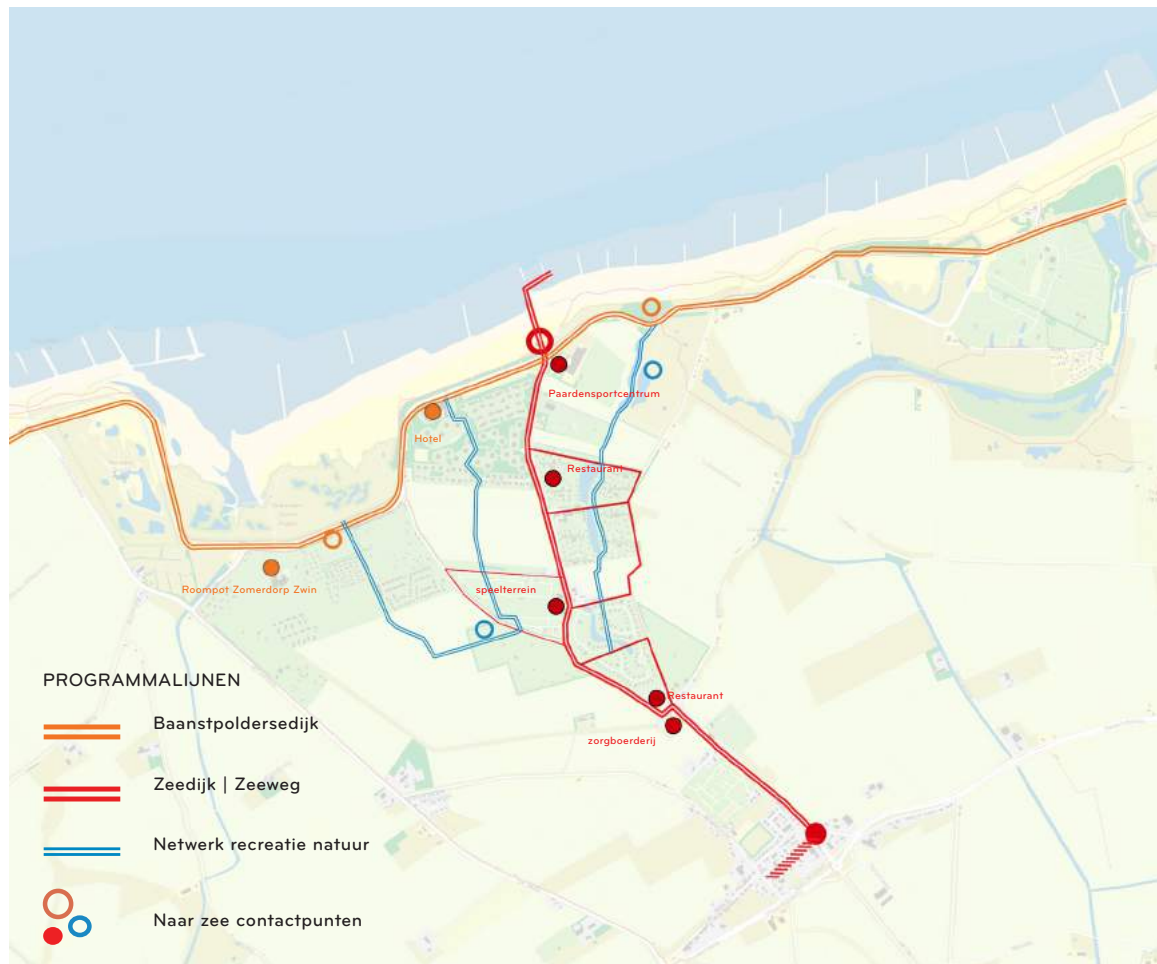 Paardensportcentrum
Hotel
Restaurant
Roompot Zomerdorp Zwin
speelterrein
Restaurant
zorgboerderij
PROGRAMMALIJNEN
Baanstpoldersedijk
Zeedijk | Zeeweg
Netwerk recreatie natuur
Naar zee contactpunten